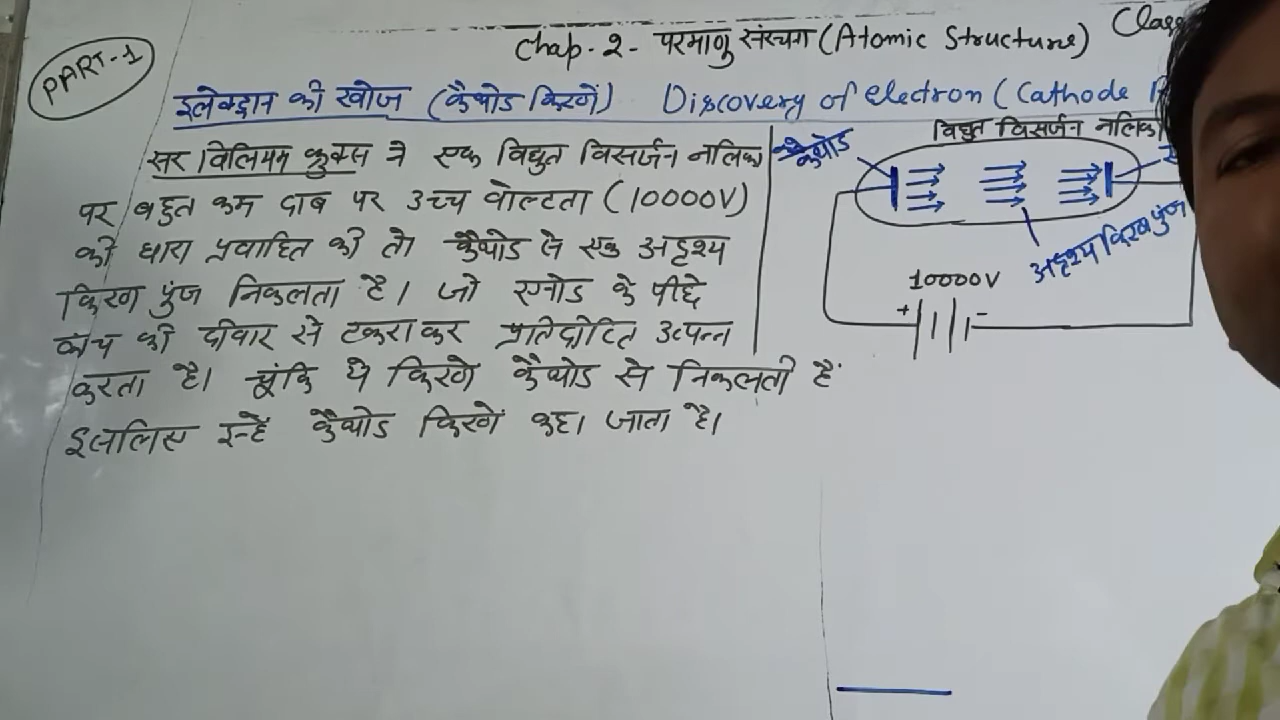 PART-1
Chap-2- परमाणु संरचना (Atomic Structure) Class
इलेक्ट्रान की खोज (कैथोड किरणें) Discovery of electron (Cathode
सर विलियम क्रुक्स ने एक विद्युत विसर्जन नलिका
पर बहुत कम दाब पर उच्च वोल्टता (10000V)
की धारा प्रवाहित की तो कैथोड से एक अदृश्य
किरण पुंज निकलता है। जो एनोड के पीछे
कांच की दीवार से टकराकर प्रतिदीप्ति उत्पन्न
करता है। चूंकि ये किरणे कैथोड से निकलती हैं
इसलिए इन्हें कैथोड किरणें कहा जाता है।
विद्युत विसर्जन नलिका
कैथोड
अदृश्य किरण पुंज
10000V
+ -